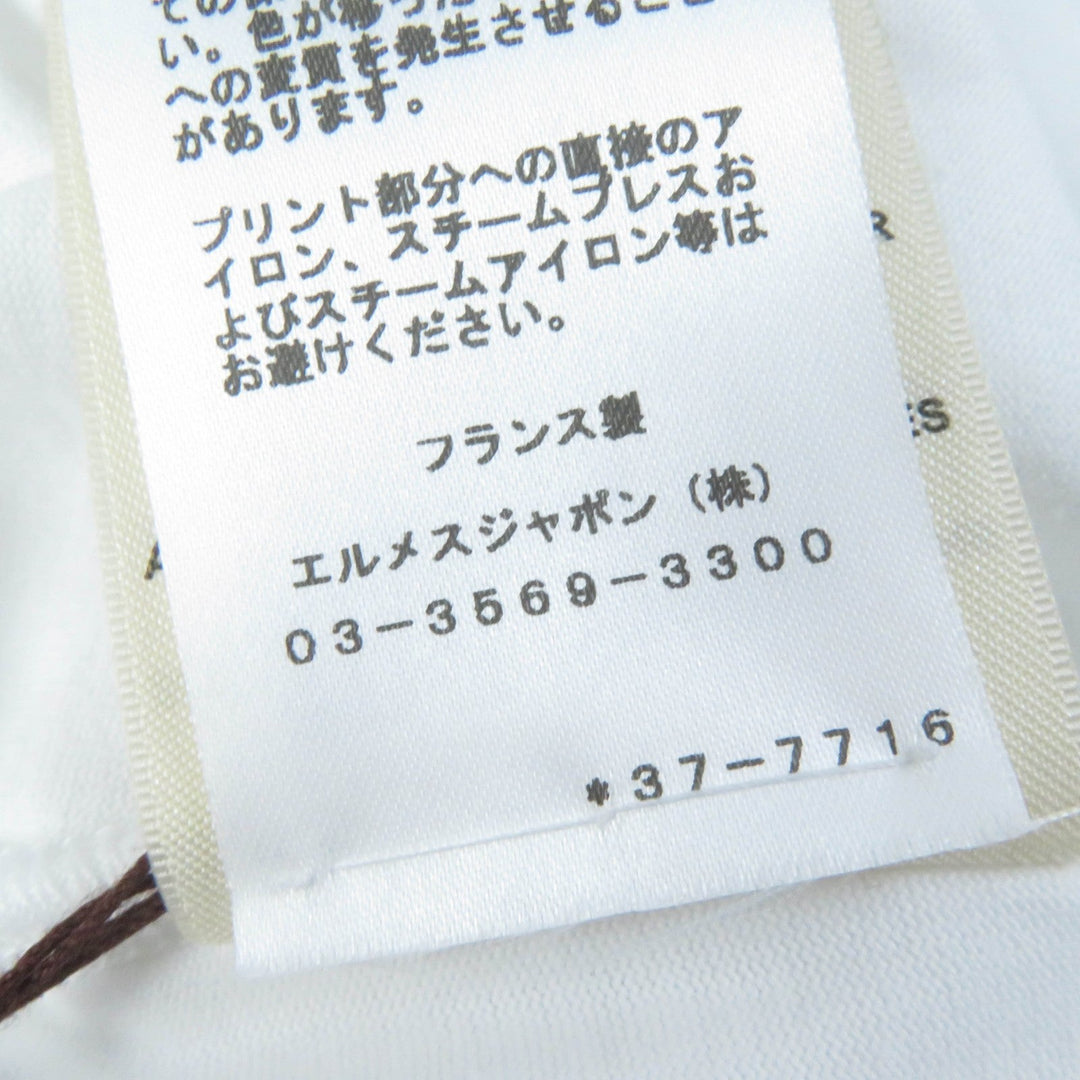 い。色が移った
への変質を発生させること
があります。
プリント部分への直接のア
イロン、スチームプレスお
よびスチームアイロン等は
お避けください。
フランス製
エルメスジャポン（株）
03-3569-3300
*37-7716
R
ES
A